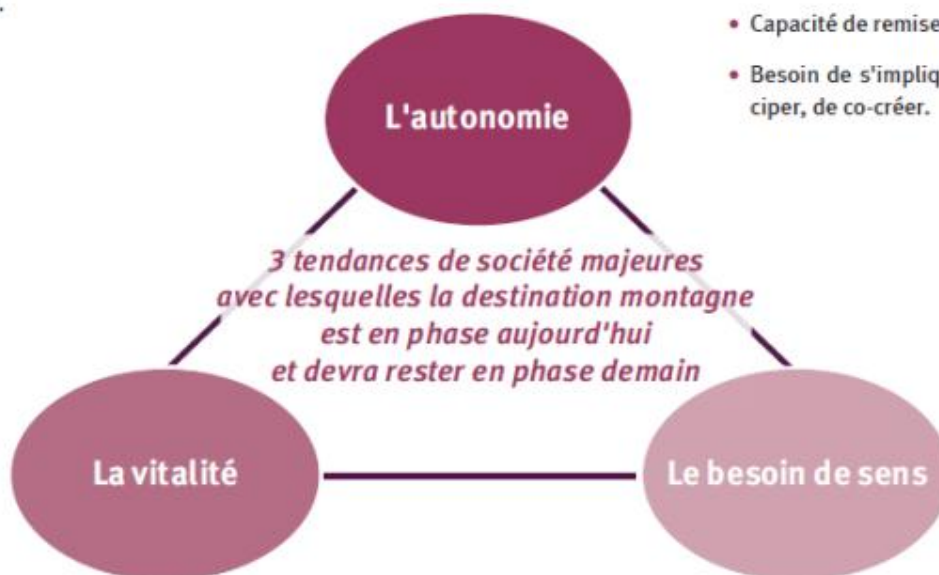 • Capacité de remise
• Besoin de s'impliq
ciper, de co-créer.
L'autonomie
3 tendances de société majeures
avec lesquelles la destination montagne
est en phase aujourd'hui
et devra rester en phase demain
La vitalité
Le besoin de sens